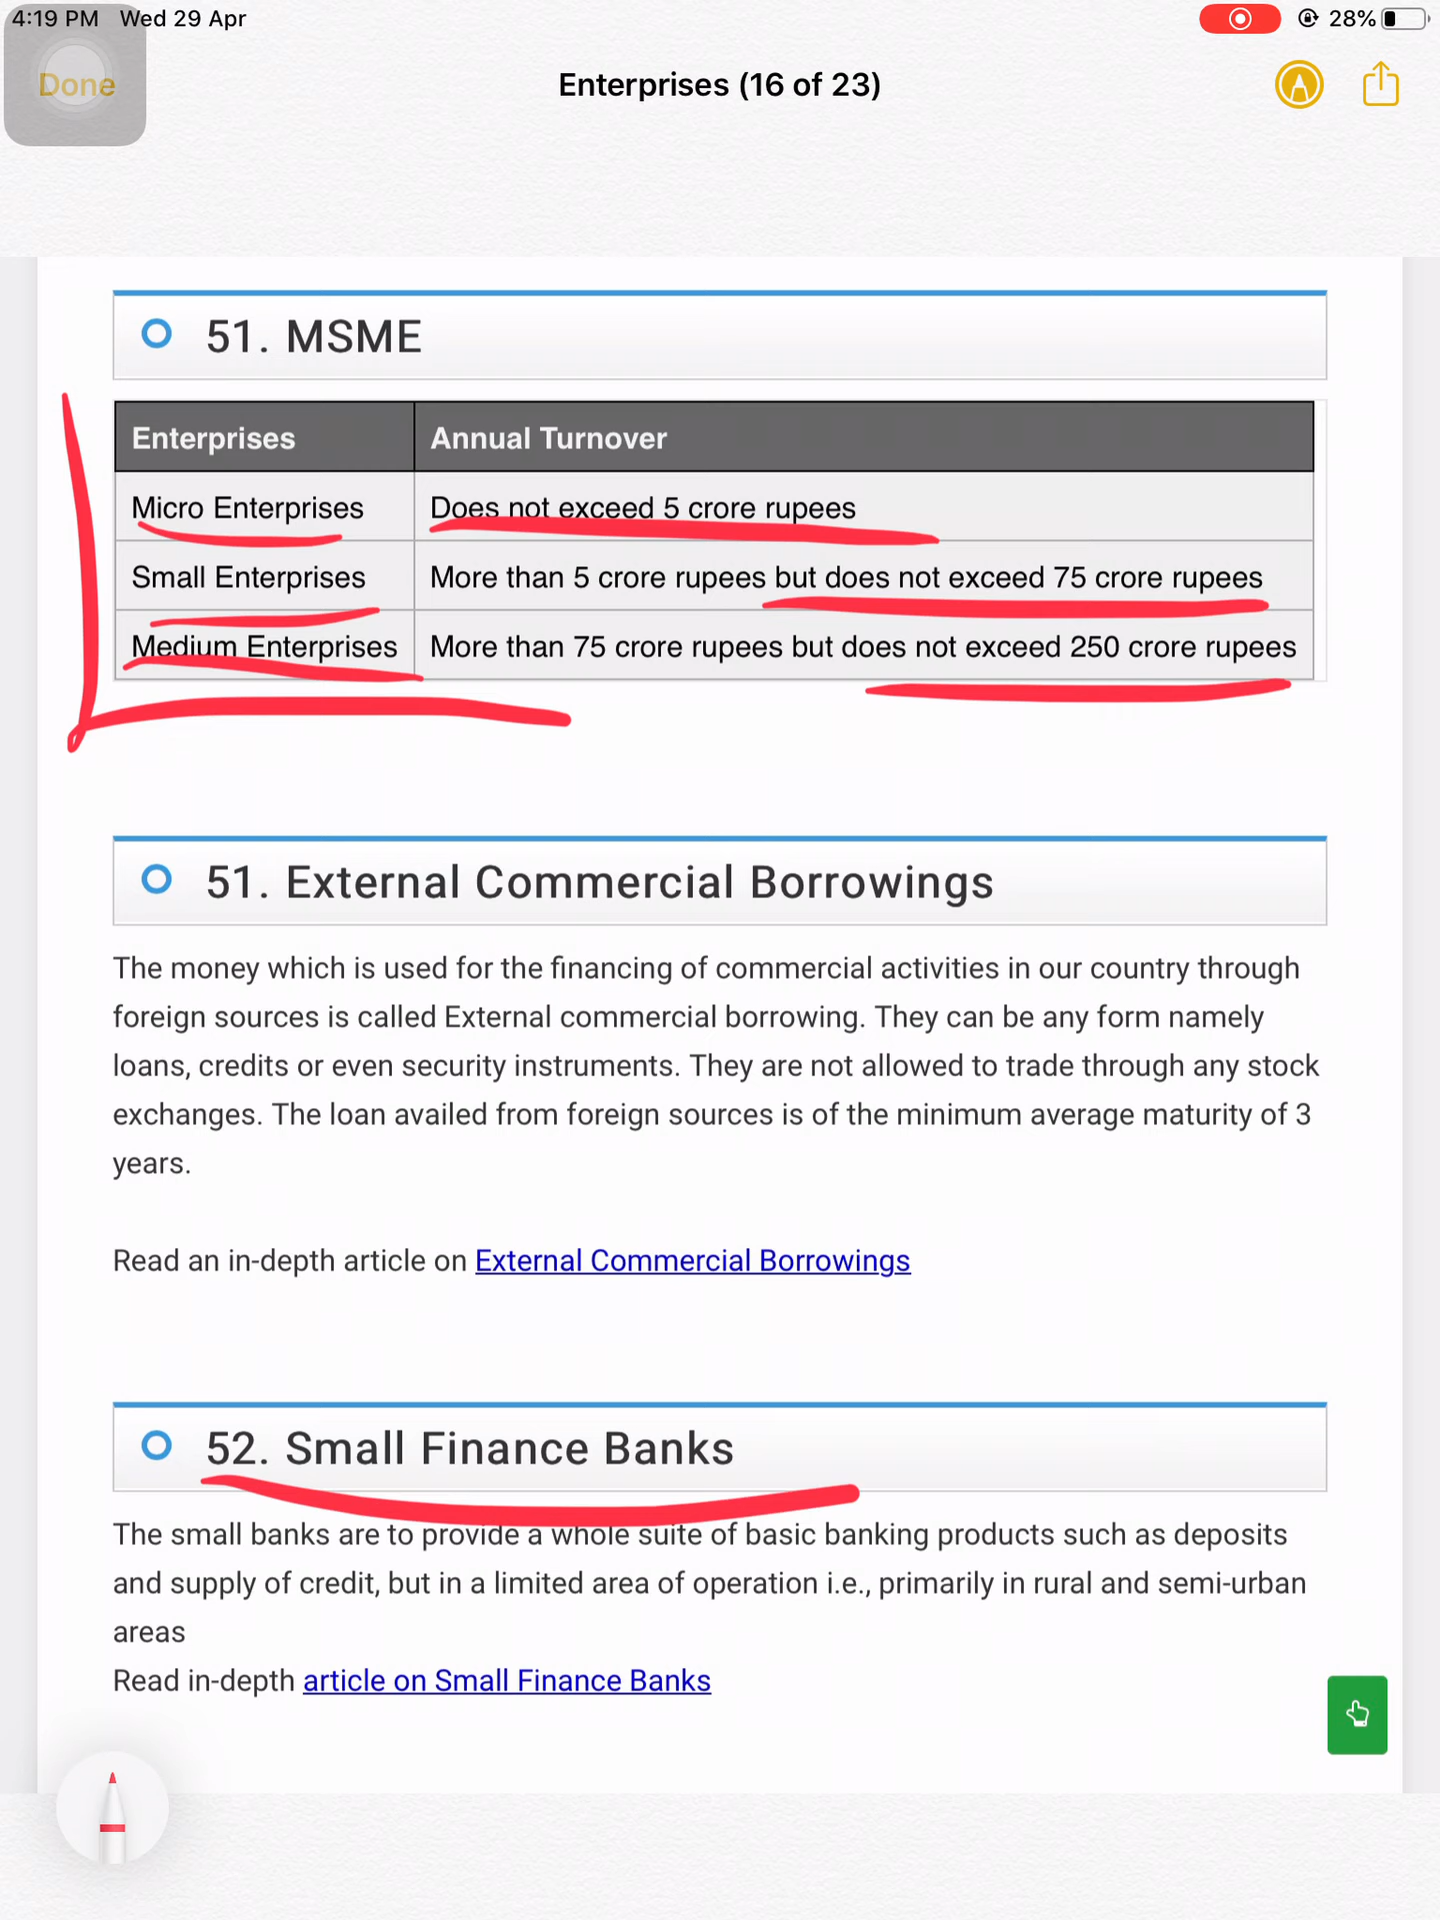 4:19 PM Wed 29 Apr
28%
Done
Enterprises (16 of 23)
51. MSME
Enterprises Annual Turnover
Micro Enterprises Does not exceed 5 crore rupees
Small Enterprises More than 5 crore rupees but does not exceed 75 crore rupees
Medium Enterprises More than 75 crore rupees but does not exceed 250 crore rupees
51. External Commercial Borrowings
The money which is used for the financing of commercial activities in our country through
foreign sources is called External commercial borrowing. They can be any form namely
loans, credits or even security instruments. They are not allowed to trade through any stock
exchanges. The loan availed from foreign sources is of the minimum average maturity of 3
years.
Read an in-depth article on External Commercial Borrowings
52. Small Finance Banks
The small banks are to provide a whole suite of basic banking products such as deposits
and supply of credit, but in a limited area of operation i.e., primarily in rural and semi-urban
areas
Read in-depth article on Small Finance Banks